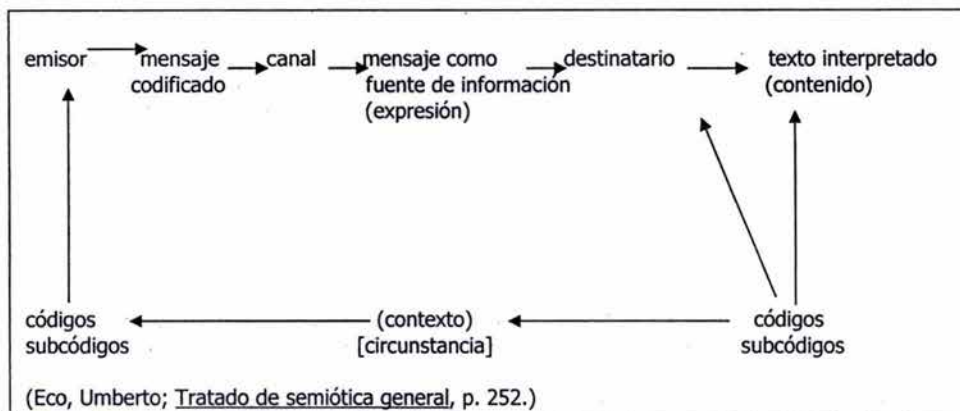 emisor mensaje canal mensaje como destinatario texto interpretado
codificado fuente de información (contenido)
(expresión)
códigos (contexto) códigos
subcódigos [circunstancia] subcódigos
(Eco, Umberto; Tratado de semiótica general, p. 252.)